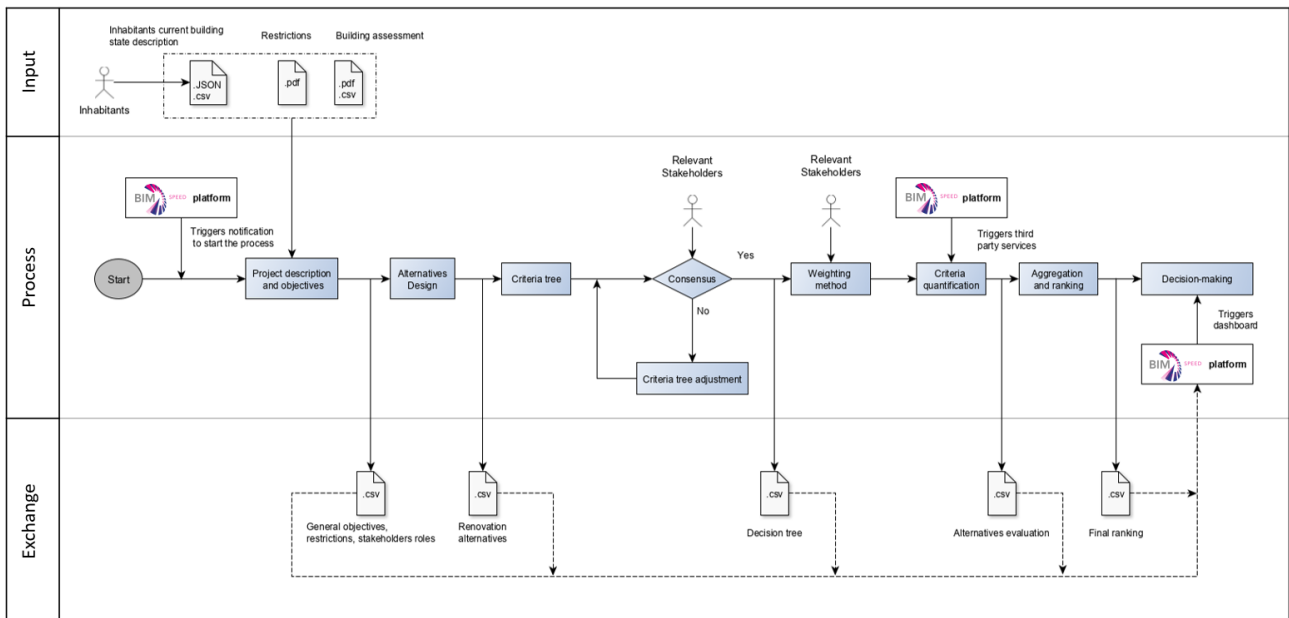 Input
Inhabitants current building
state description
Restrictions
Building assessment
.JSON
.csv
.pdf
.pdf
.csv
Inhabitants
Process
Relevant
Stakeholders
Relevant
Stakeholders
BIM SPEED platform
BIM SPEED platform
Triggers notification
to start the process
Triggers third
party services
Yes
Start
Project description
and objectives
Alternatives
Design
Criteria tree
Consensus
Weighting
method
Criteria
quantification
Aggregation
and ranking
Decision-making
No
Triggers
dashboard
BIM SPEED platform
Criteria tree adjustment
Exchange
.csv
.csv
.csv
.csv
.csv
General objectives,
restrictions, stakeholders roles
Renovation
alternatives
Decision tree
Alternatives evaluation
Final ranking